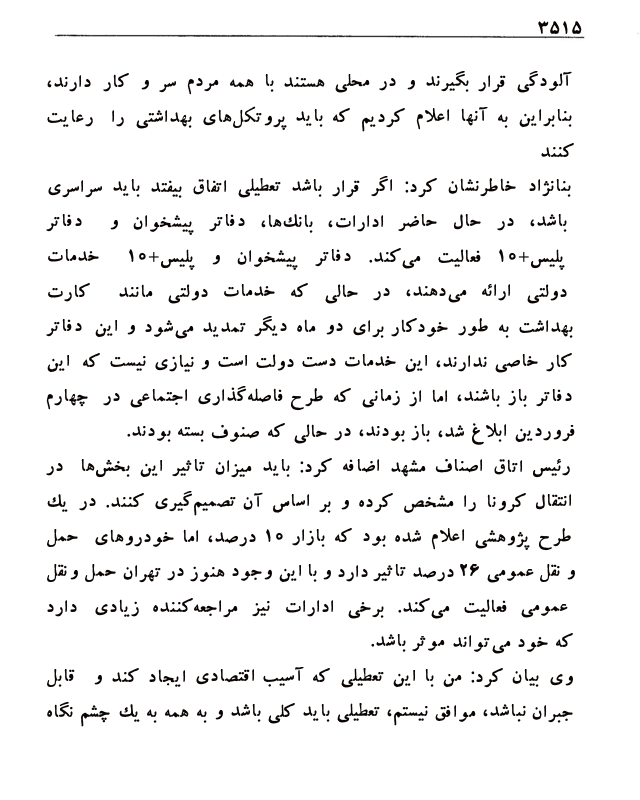 ۳۵۱۵
آلودگی قرار بگیرند و در محلی هستند با همه مردم سر و کار دارند،
بنابراین به آنها اعلام کردیم که باید پروتکل‌های بهداشتی را رعایت
کنند
بنانژاد خاطرنشان کرد: اگر قرار باشد تعطیلی اتفاق بیفتد باید سراسری
باشد، در حال حاضر ادارات، بانك‌ها، دفاتر پیشخوان و دفاتر
پلیس+۱۰ فعالیت می‌کند. دفاتر پیشخوان و پلیس+۱۰ خدمات
دولتی ارائه می‌دهند، در حالی که خدمات دولتی مانند کارت
بهداشت به طور خودکار برای دو ماه دیگر تمدید می‌شود و این دفاتر
کار خاصی ندارند، این خدمات دست دولت است و نیازی نیست که این
دفاتر باز باشند، اما از زمانی که طرح فاصله‌گذاری اجتماعی در چهارم
فروردین ابلاغ شد، باز بودند، در حالی که صنوف بسته بودند.
رئیس اتاق اصناف مشهد اضافه کرد: باید میزان تاثیر این بخش‌ها در
انتقال کرونا را مشخص کرده و بر اساس آن تصمیم‌گیری کنند. در یك
طرح پژوهشی اعلام شده بود که بازار ۱۰ درصد، اما خودروهای حمل
و نقل عمومی ۲۶ درصد تاثیر دارد و با این وجود هنوز در تهران حمل و نقل
عمومی فعالیت می‌کند. برخی ادارات نیز مراجعه‌کننده زیادی دارد
که خود می‌تواند موثر باشد.
وی بیان کرد: من با این تعطیلی که آسیب اقتصادی ایجاد کند و قابل
جبران نباشد، موافق نیستم، تعطیلی باید کلی باشد و به همه به یك چشم نگاه